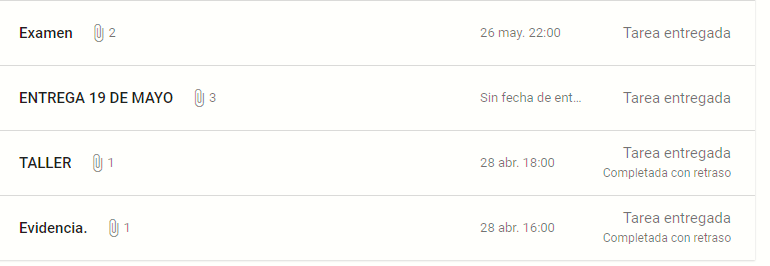 Examen 2 26 may. 22:00 Tarea entregada
ENTREGA 19 DE MAYO 3 Sin fecha de ent... Tarea entregada
TALLER 1 28 abr. 18:00 Tarea entregada
Completada con retraso
Evidencia. 1 28 abr. 16:00 Tarea entregada
Completada con retraso